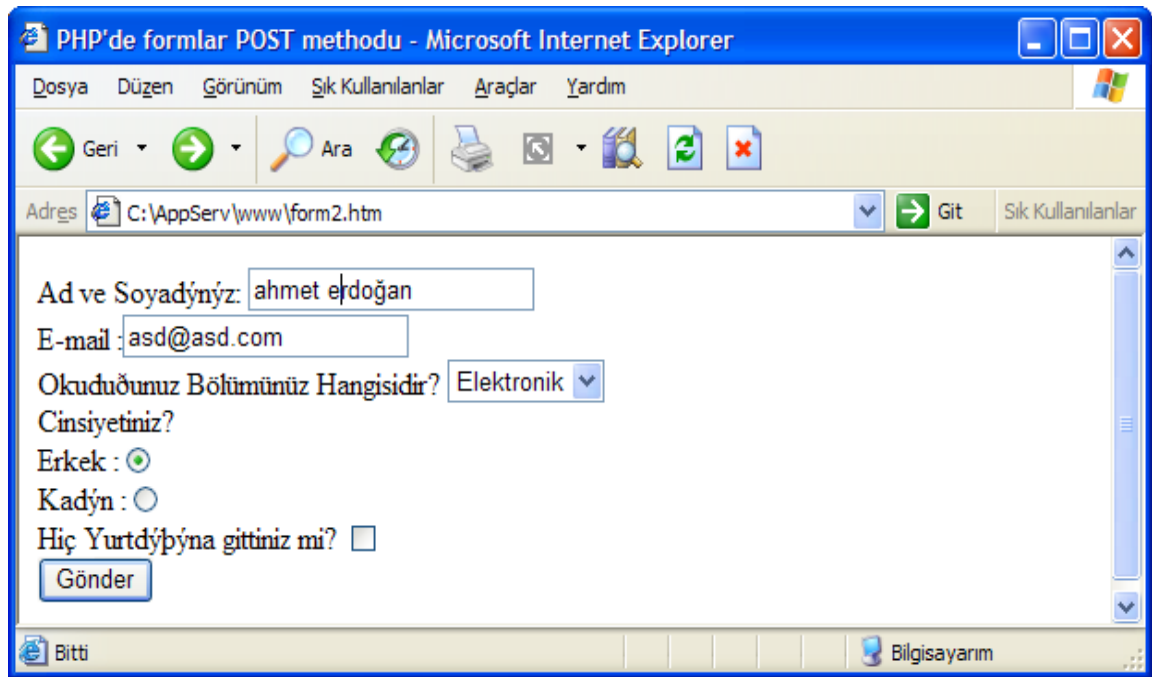 PHP'de formlar POST methodu - Microsoft Internet Explorer
Dosya Düzen Görünüm Sık Kullanılanlar Araçlar Yardım
Geri Ara
Adres C:\AppServ\www\form2.htm Git Sık Kullanılanlar
Ad ve Soyadýnýz: ahmet erdoğan
E-mail : asd@asd.com
Okuduðunuz Bölümünüz Hangisidir? Elektronik
Cinsiyetiniz?
Erkek :
Kadýn :
Hiç Yurtdýþýna gittiniz mi?
Gönder
Bitti Bilgisayarım